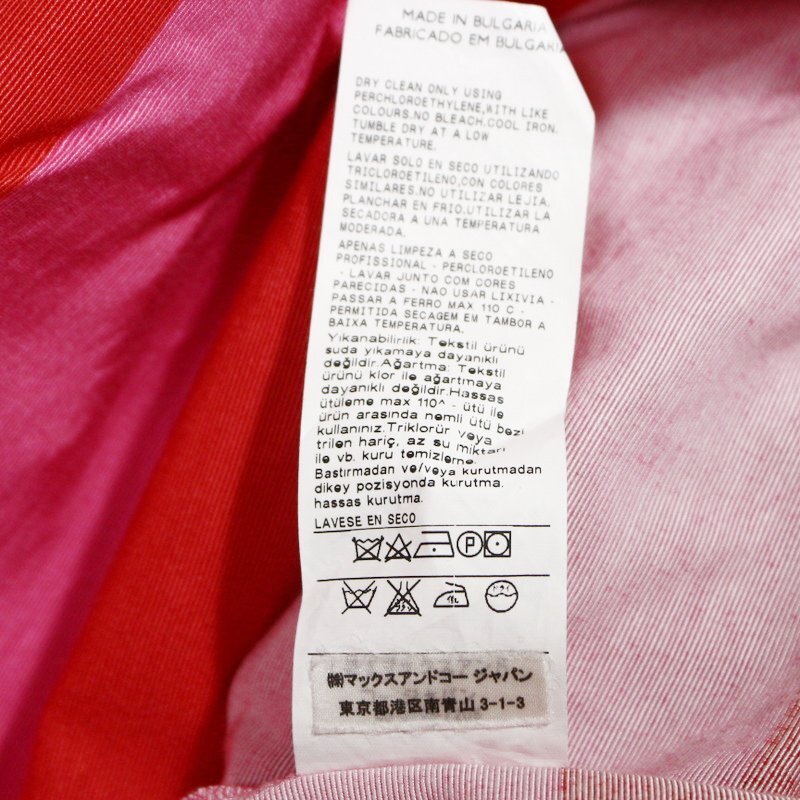 MADE IN BULGARIA
FABRICADO EM BULGARIA
DRY CLEAN ONLY USING
PERCHLOROETHYLENE,WITH LIKE
COLOURS.NO BLEACH.COOL IRON.
TUMBLE DRY AT A LOW
TEMPERATURE.
LAVAR SOLO EN SECO UTILIZANDO
TRICLOROETILENO,CON COLORES
SIMILARES.NO UTILIZAR LEJIA.
PLANCHAR EN FRIO.UTILIZAR LA
SECADORA A UNA TEMPERATURA
MODERADA.
APENAS LIMPEZA A SECO
PROFISSIONAL - PERCLOROETILENO
- LAVAR JUNTO COM CORES
PARECIDAS - NAO USAR LIXIVIA -
PASSAR A FERRO MAX 110 C -
PERMITIDA SECAGEM EM TAMBOR A
BAIXA TEMPERATURA.
Yıkanabilirlik: Tekstil ürünü
suda yıkamaya dayanıklı
değildir.Ağartma: Tekstil
ürünü klor ile ağartmaya
dayanıklı değildir.Hassas
ütüleme max 110^ - ütü ile
ürün arasında nemli ütü bezi
kullanınız.Triklorür veya
trilen hariç, az su miktarı
ile vb. kuru temizleme.
Bastırmadan ve/veya kurutmadan
dikey pozisyonda kurutma.
hassas kurutma.
LAVESE EN SECO
P
ドライ
㈱マックスアンドコー ジャパン
東京都港区南青山 3-1-3